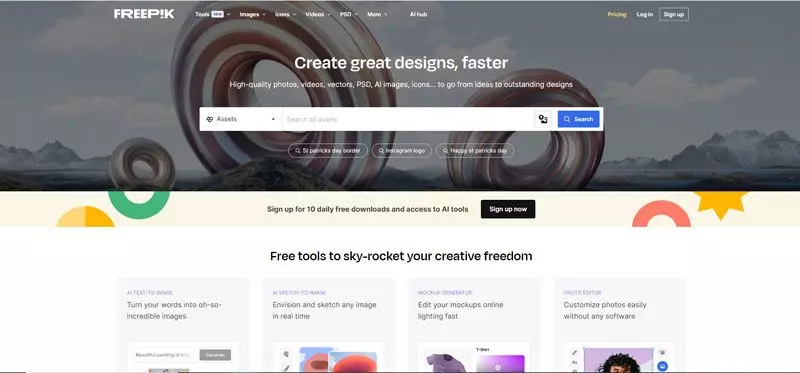 FREEP!K
Tools NEW Images Icons Videos PSD More AI hub Pricing Log in Sign up
Create great designs, faster
High-quality photos, videos, vectors, PSD, AI images, icons... to go from ideas to outstanding designs
Assets Search all assets Search
St patricks day border Instagram logo Happy st patricks day
Sign up for 10 daily free downloads and access to AI tools Sign up now
Free tools to sky-rocket your creative freedom
AI TEXT-TO-IMAGE
Turn your words into oh-so-
incredible images
AI SKETCH-TO-IMAGE
Envision and sketch any image
in real time
MOCKUP GENERATOR
Edit your mockups online
lighting fast
PHOTO EDITOR
Customize photos easily
without any software
Beautiful painting of a Generate
T-Shirt
Aa